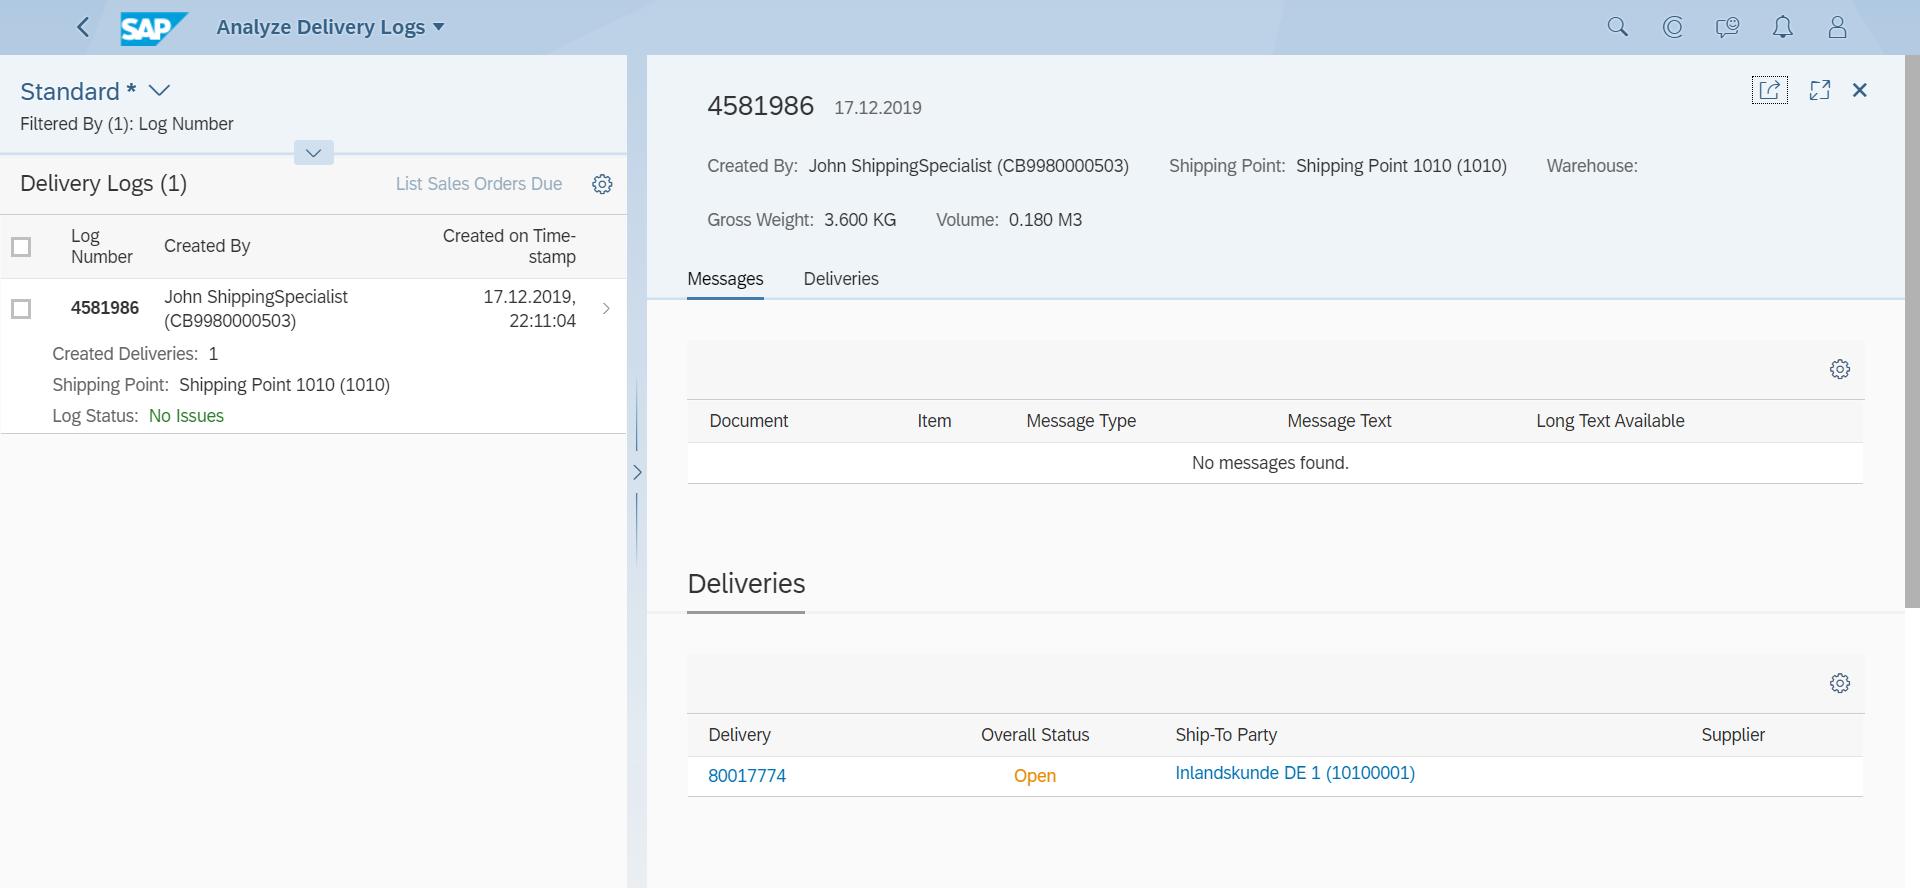 SAP
Analyze Delivery Logs
Standard *
Filtered By (1): Log Number
Delivery Logs (1)
List Sales Orders Due
Log
Number
Created By
Created on Time-
stamp
4581986
John ShippingSpecialist
(CB9980000503)
17.12.2019,
22:11:04
Created Deliveries: 1
Shipping Point: Shipping Point 1010 (1010)
Log Status: No Issues
4581986 17.12.2019
Created By: John ShippingSpecialist (CB9980000503) Shipping Point: Shipping Point 1010 (1010) Warehouse:
Gross Weight: 3.600 KG Volume: 0.180 M3
Messages Deliveries
Document Item Message Type Message Text Long Text Available
No messages found.
Deliveries
Delivery Overall Status Ship-To Party Supplier
80017774 Open Inlandskunde DE 1 (10100001)